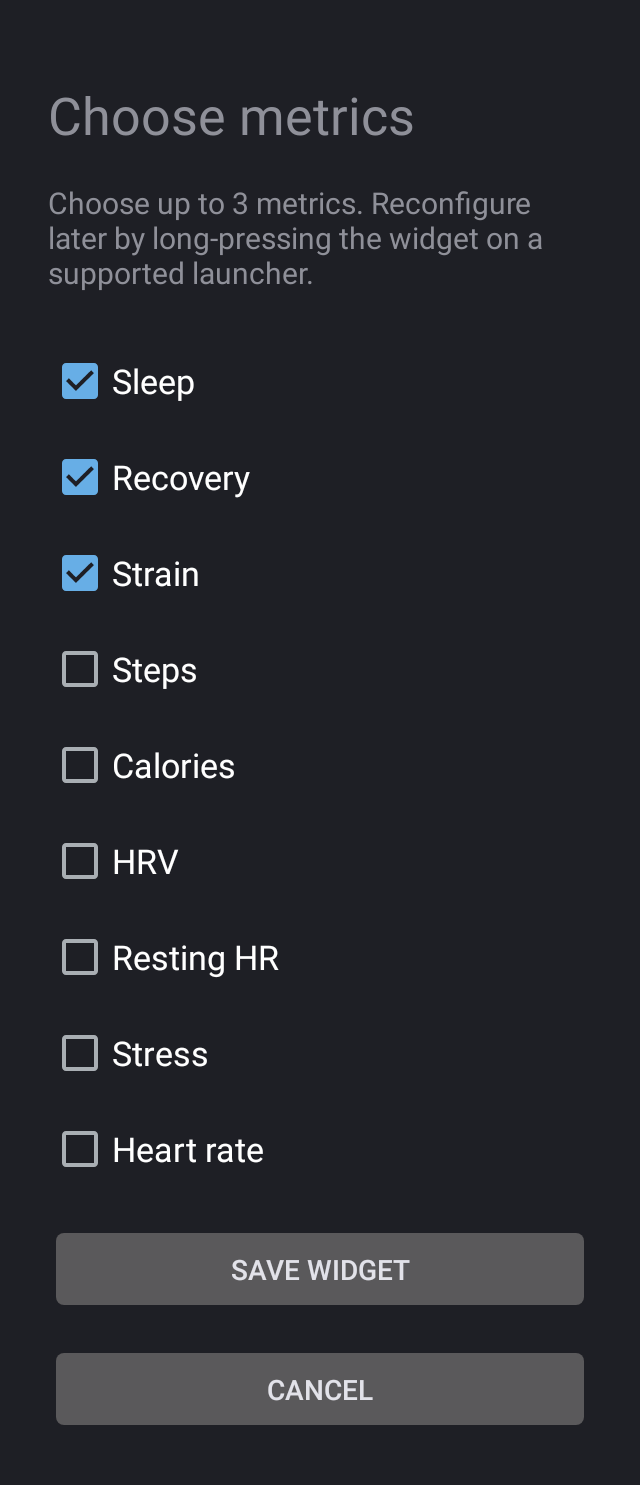 Choose metrics
Choose up to 3 metrics. Reconfigure
later by long-pressing the widget on a
supported launcher.
Sleep
Recovery
Strain
Steps
Calories
HRV
Resting HR
Stress
Heart rate
SAVE WIDGET
CANCEL